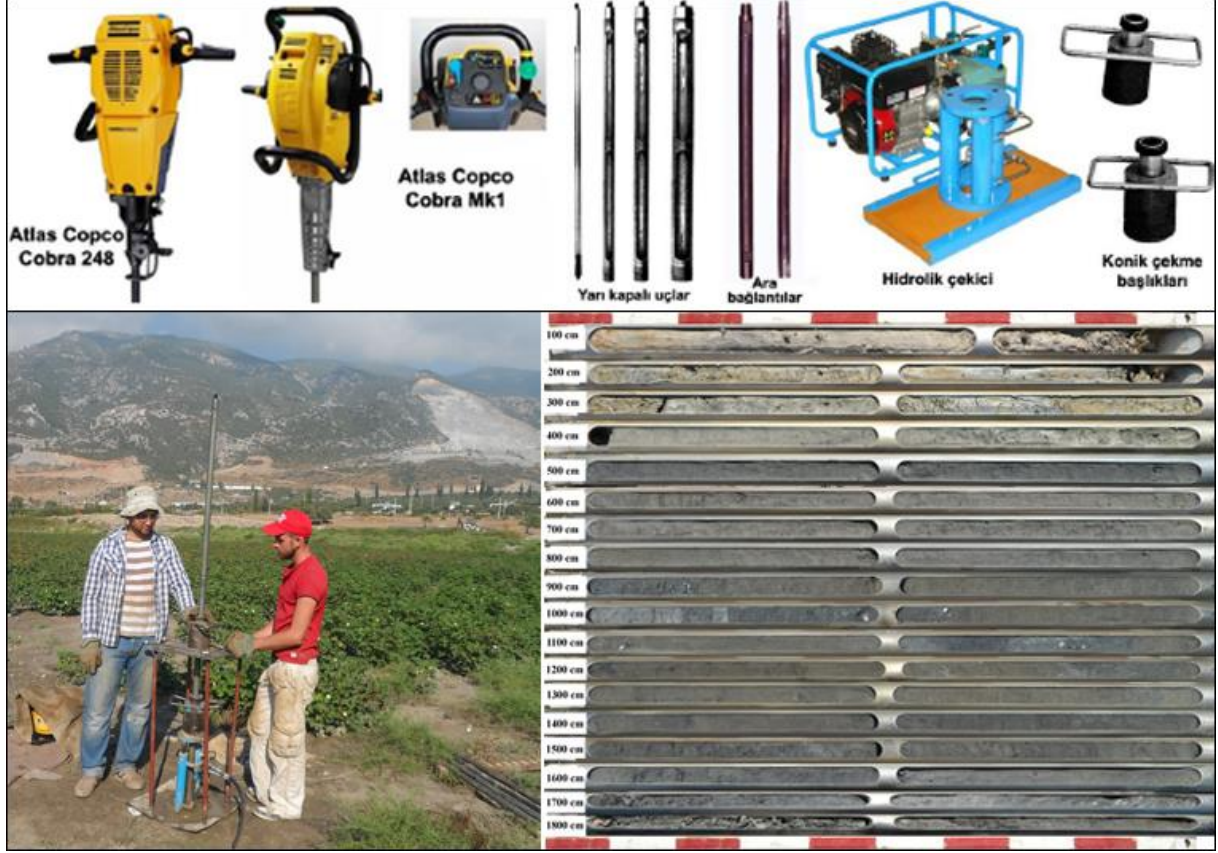 Atlas Copco
Cobra 248
Atlas Copco
Cobra Mk1
Yarı kapalı uçlar
Ara
bağlantılar
Hidrolik çekici
Konik çekme
başlıkları
100 cm
200 cm
300 cm
400 cm
500 cm
600 cm
700 cm
800 cm
900 cm
1000 cm
1100 cm
1200 cm
1300 cm
1400 cm
1500 cm
1600 cm
1700 cm
1800 cm